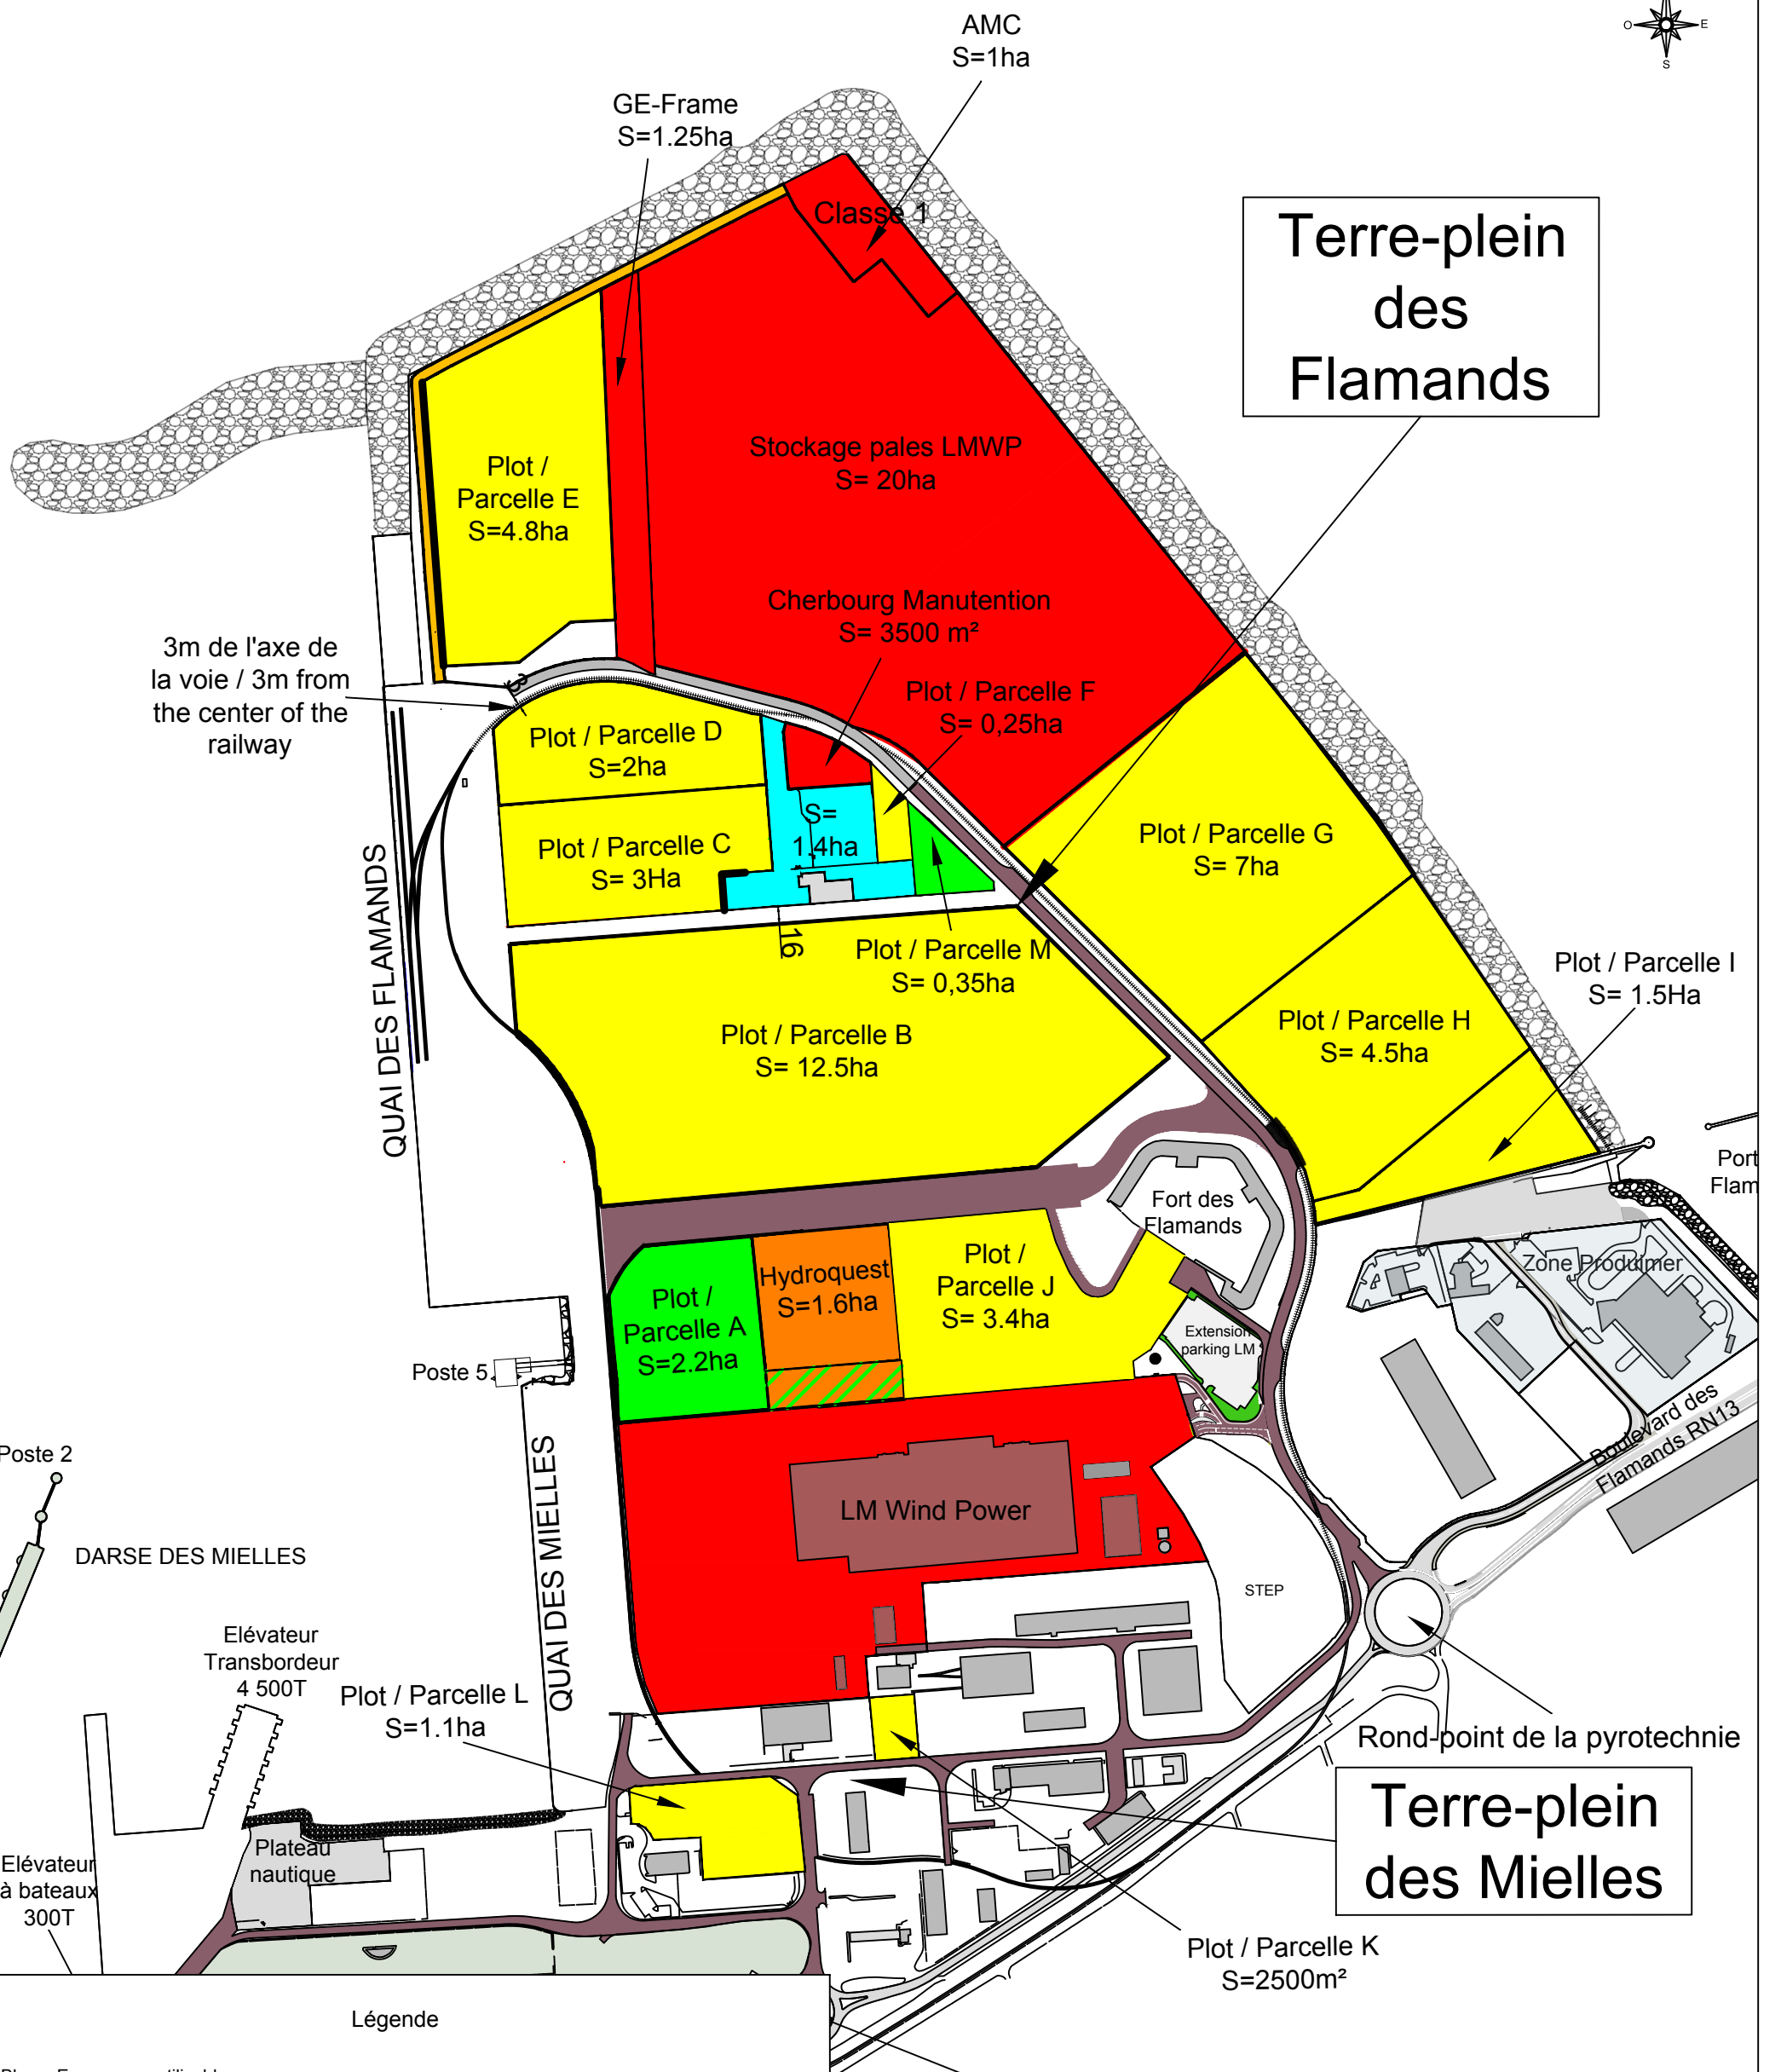 O
E
S
AMC
S=1ha
GE-Frame
S=1.25ha
Classe 1
Terre-plein
des
Flamands
Stockage pales LMWP
S= 20ha
Plot /
Parcelle E
S=4.8ha
Cherbourg Manutention
S= 3500 m²
3m de l'axe de
la voie / 3m from
the center of the
railway
3
Plot / Parcelle F
S= 0,25ha
Plot / Parcelle D
S=2ha
S=
1,4ha
Plot / Parcelle C
S= 3Ha
Plot / Parcelle G
S= 7ha
QUAI DES FLAMANDS
16
Plot / Parcelle M
S= 0,35ha
Plot / Parcelle I
S= 1.5Ha
Plot / Parcelle B
S= 12.5ha
Plot / Parcelle H
S= 4.5ha
Port
Flam
Fort des
Flamands
Zone Produimer
Plot /
Parcelle A
S=2.2ha
Hydroquest
S=1.6ha
Plot /
Parcelle J
S= 3.4ha
Extension
parking LM
Poste 5
Boulevard des
Flamands RN13
Poste 2
QUAI DES MIELLES
LM Wind Power
DARSE DES MIELLES
STEP
Elévateur
Transbordeur
4 500T
Plot / Parcelle L
S=1.1ha
Rond-point de la pyrotechnie
Terre-plein
des Mielles
Plateau
nautique
Elévateur
à bateaux
300T
Plot / Parcelle K
S=2500m²
Légende